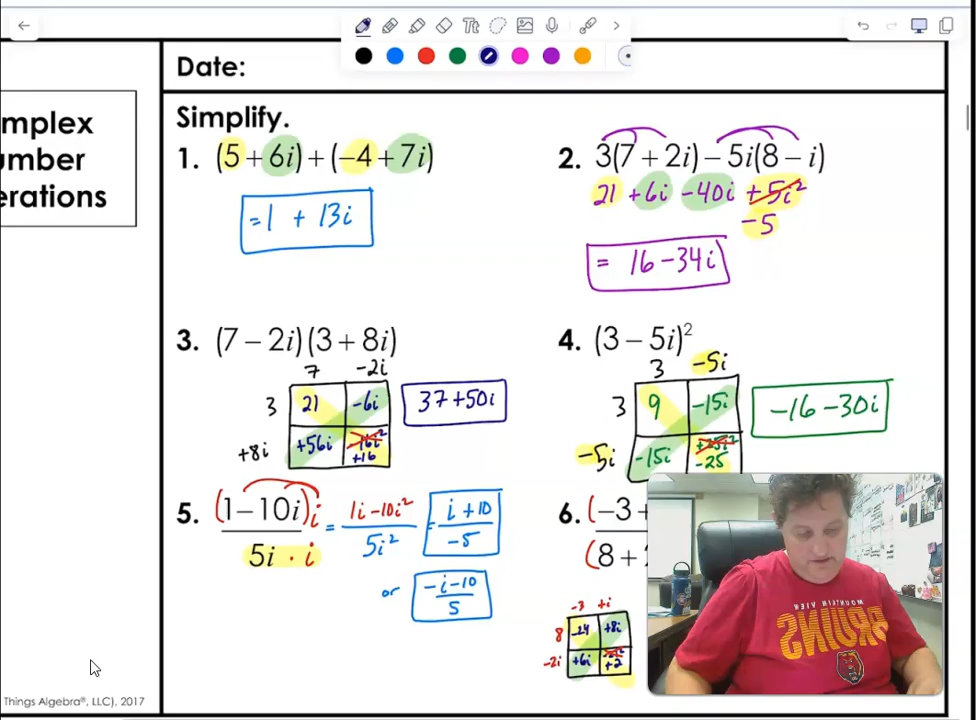 Date:
mplex
umber
erations
Simplify.
1. (5 + 6i) + (−4 + 7i)
= 1 + 13i
2. 3(7 + 2i) − 5i(8 − i)
21 +6i −40i +5i²
−5
= 16 −34i
3. (7 − 2i)(3 + 8i)
7 −2i
3 21 −6i
+8i +56i −16i²
+16
37+50i
4. (3 − 5i)²
3 −5i
3 9 −15i
−5i −15i +25i²
−25
−16 −30i
5. (1 − 10i)i
5i · i
= 1i −10i²
5i²
= i + 10
−5
or −i −10
5
6. (−3 +
(8 +
−3 +i
8 −24 +8i
−2i +6i
+2
MOUNTAIN VIEW
BRUINS
Things Algebra®, LLC), 2017